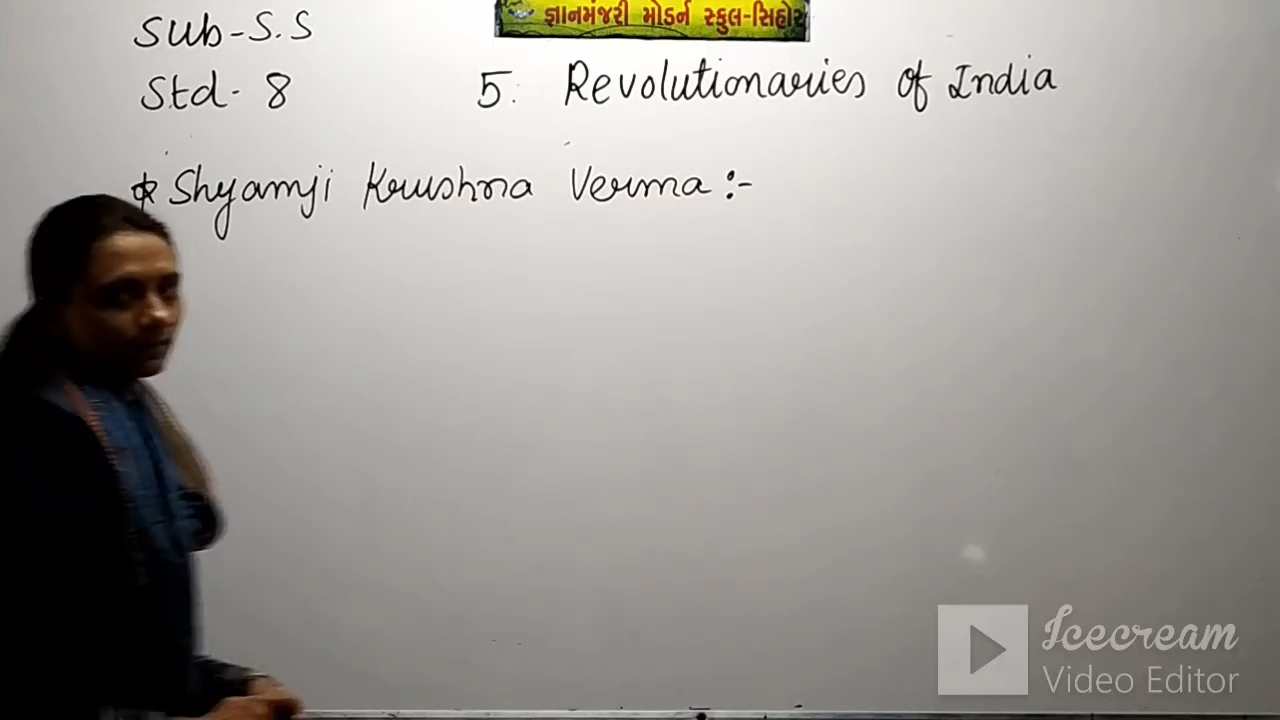 Sub-S.S
જ્ઞાનમંજરી મોડર્ન સ્કુલ-સિહોર
Std- 8
5. Revolutionaries of India
* Shyamji Krushna Verma :-
Icecream
Video Editor